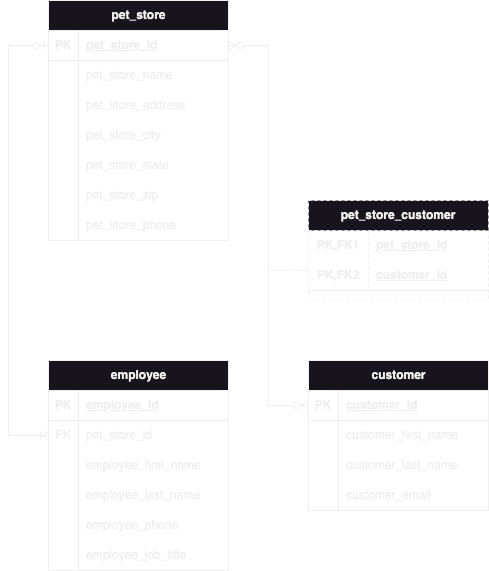 pet_store
PK pet_store_id
pet_store_name
pet_store_address
pet_store_city
pet_store_state
pet_store_zip
pet_store_phone
pet_store_customer
PK,FK1 pet_store_id
PK,FK2 customer_id
employee
PK employee_id
FK pet_store_id
employee_first_name
employee_last_name
employee_phone
employee_job_title
customer
PK customer_id
customer_first_name
customer_last_name
customer_email